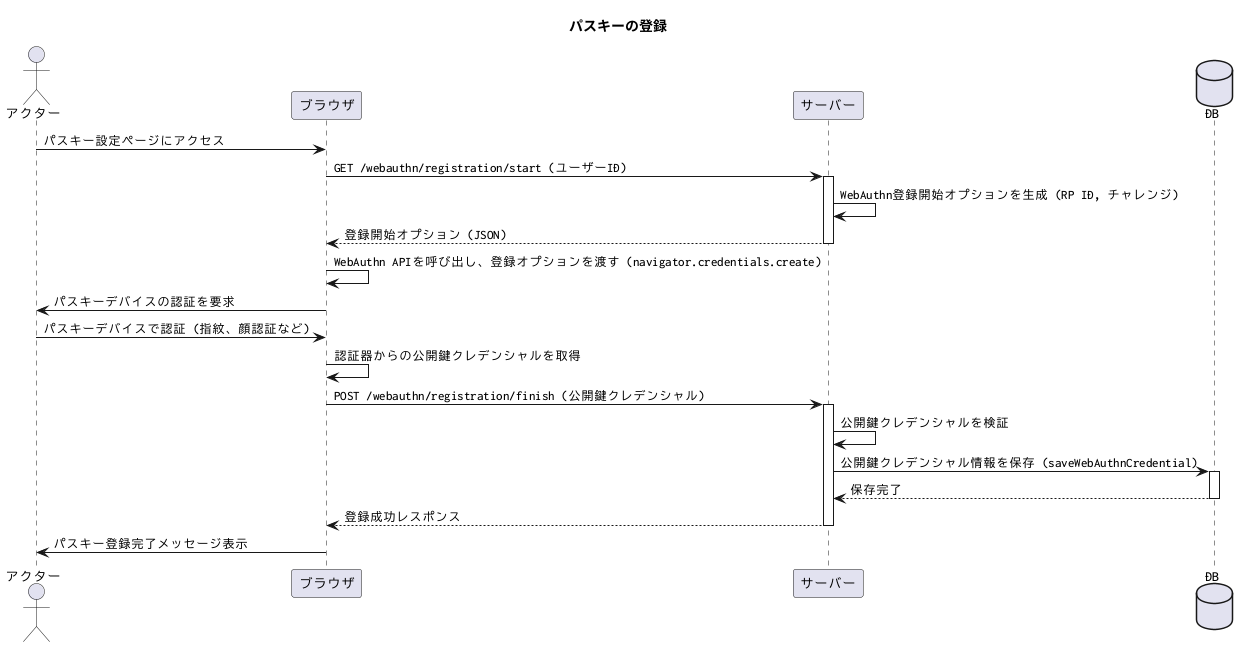 パスキーの登録
アクター
ブラウザ
サーバー
DB
パスキー設定ページにアクセス
GET /webauthn/registration/start (ユーザーID)
WebAuthn登録開始オプションを生成 (RP ID, チャレンジ)
登録開始オプション (JSON)
WebAuthn APIを呼び出し、登録オプションを渡す (navigator.credentials.create)
パスキーデバイスの認証を要求
パスキーデバイスで認証 (指紋、顔認証など)
認証器からの公開鍵クレデンシャルを取得
POST /webauthn/registration/finish (公開鍵クレデンシャル)
公開鍵クレデンシャルを検証
公開鍵クレデンシャル情報を保存 (saveWebAuthnCredential)
保存完了
登録成功レスポンス
パスキー登録完了メッセージ表示
アクター
ブラウザ
サーバー
DB